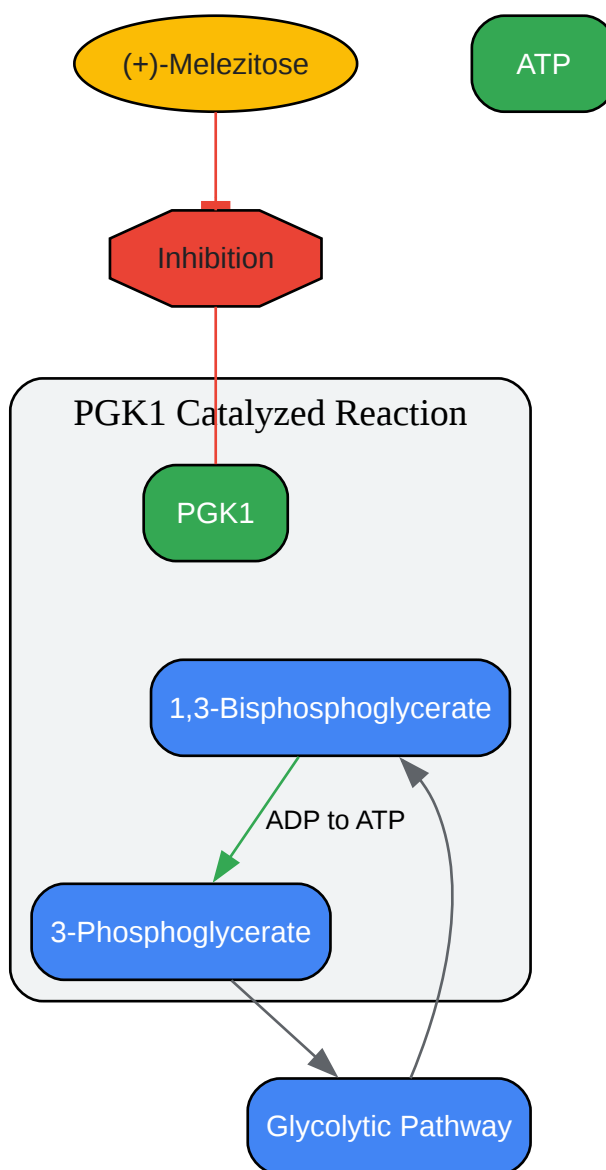 (+)-Melezitose
ATP
Inhibition
PGK1 Catalyzed Reaction
PGK1
1,3-Bisphosphoglycerate
ADP to ATP
3-Phosphoglycerate
Glycolytic Pathway